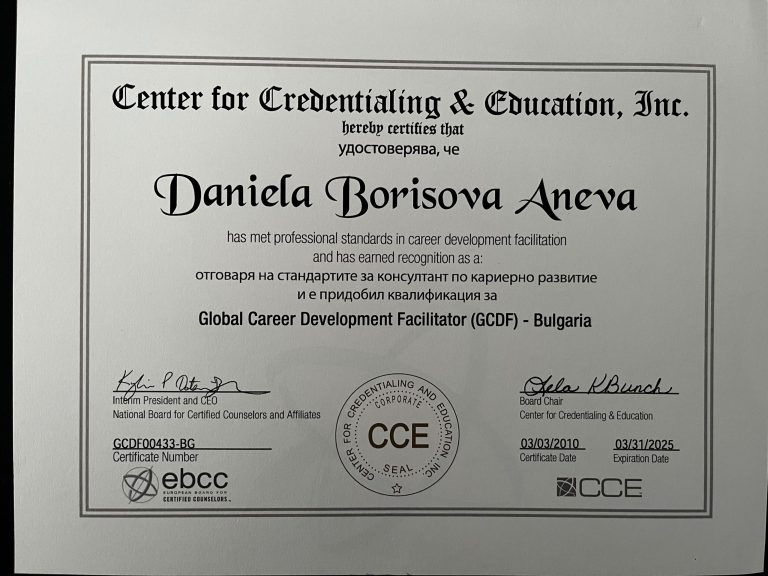 Center for Credentialing & Education, Inc.
hereby certifies that
удостоверява, че
Daniela Borisova Aneva
has met professional standards in career development facilitation
and has earned recognition as a:
отговаря на стандартите за консултант по кариерно развитие
и е придобил квалификация за
Global Career Development Facilitator (GCDF) - Bulgaria
Interim President and CEO
National Board for Certified Counselors and Affiliates
GCDF00433-BG
Certificate Number
ebcc
EUROPEAN BOARD FOR
CERTIFIED COUNSELORS
CENTER FOR CREDENTIALING AND EDUCATION INC.
CORPORATE
CCE
SEAL
Board Chair
Center for Credentialing & Education
03/03/2010 03/31/2025
Certificate Date Expiration Date
CCE